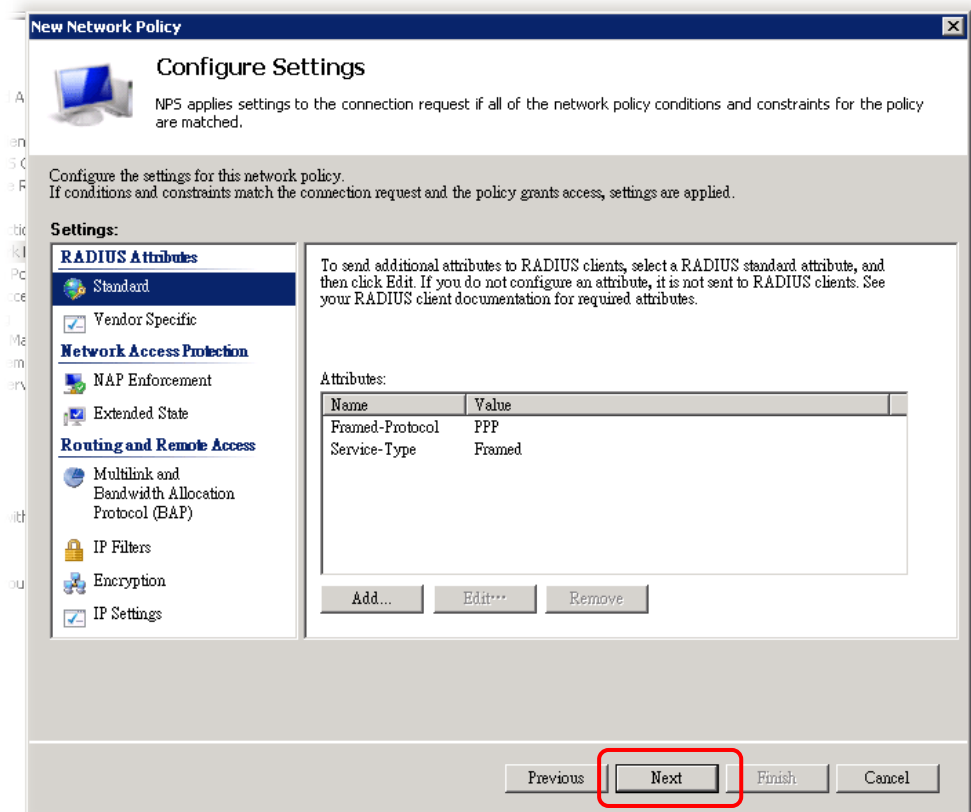 New Network Policy
Configure Settings
NPS applies settings to the connection request if all of the network policy conditions and constraints for the policy
are matched.
Configure the settings for this network policy.
If conditions and constraints match the connection request and the policy grants access, settings are applied.
Settings:
RADIUS Attributes
Standard
Vendor Specific
Network Access Protection
NAP Enforcement
Extended State
Routing and Remote Access
Multilink and
Bandwidth Allocation
Protocol (BAP)
IP Filters
Encryption
IP Settings
To send additional attributes to RADIUS clients, select a RADIUS standard attribute, and
then click Edit. If you do not configure an attribute, it is not sent to RADIUS clients. See
your RADIUS client documentation for required attributes.
Attributes:
Name Value
Framed-Protocol PPP
Service-Type Framed
Add... Edit... Remove
Previous Next Finish Cancel